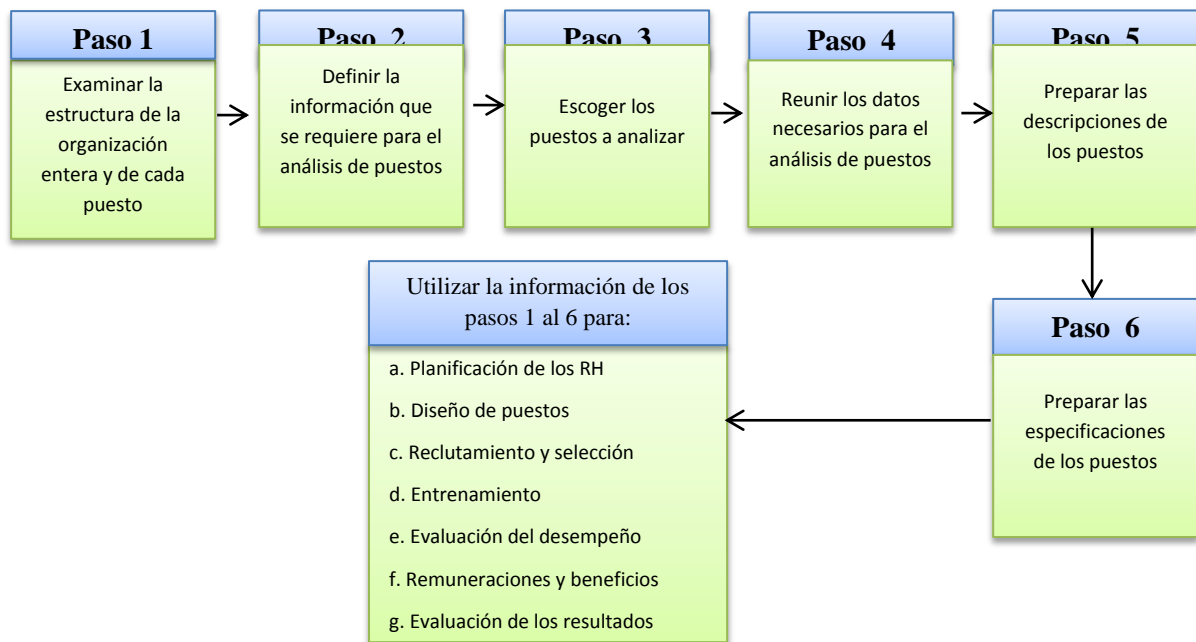 Paso 1
Examinar la
estructura de la
organización
entera y de cada
puesto
Paso 2
Definir la
información que
se requiere para el
análisis de puestos
Paso 3
Escoger los
puestos a analizar
Paso 4
Reunir los datos
necesarios para el
análisis de puestos
Paso 5
Preparar las
descripciones de
los puestos
Paso 6
Preparar las
especificaciones
de los puestos
Utilizar la información de los
pasos 1 al 6 para:
a. Planificación de los RH
b. Diseño de puestos
c. Reclutamiento y selección
d. Entrenamiento
e. Evaluación del desempeño
f. Remuneraciones y beneficios
g. Evaluación de los resultados